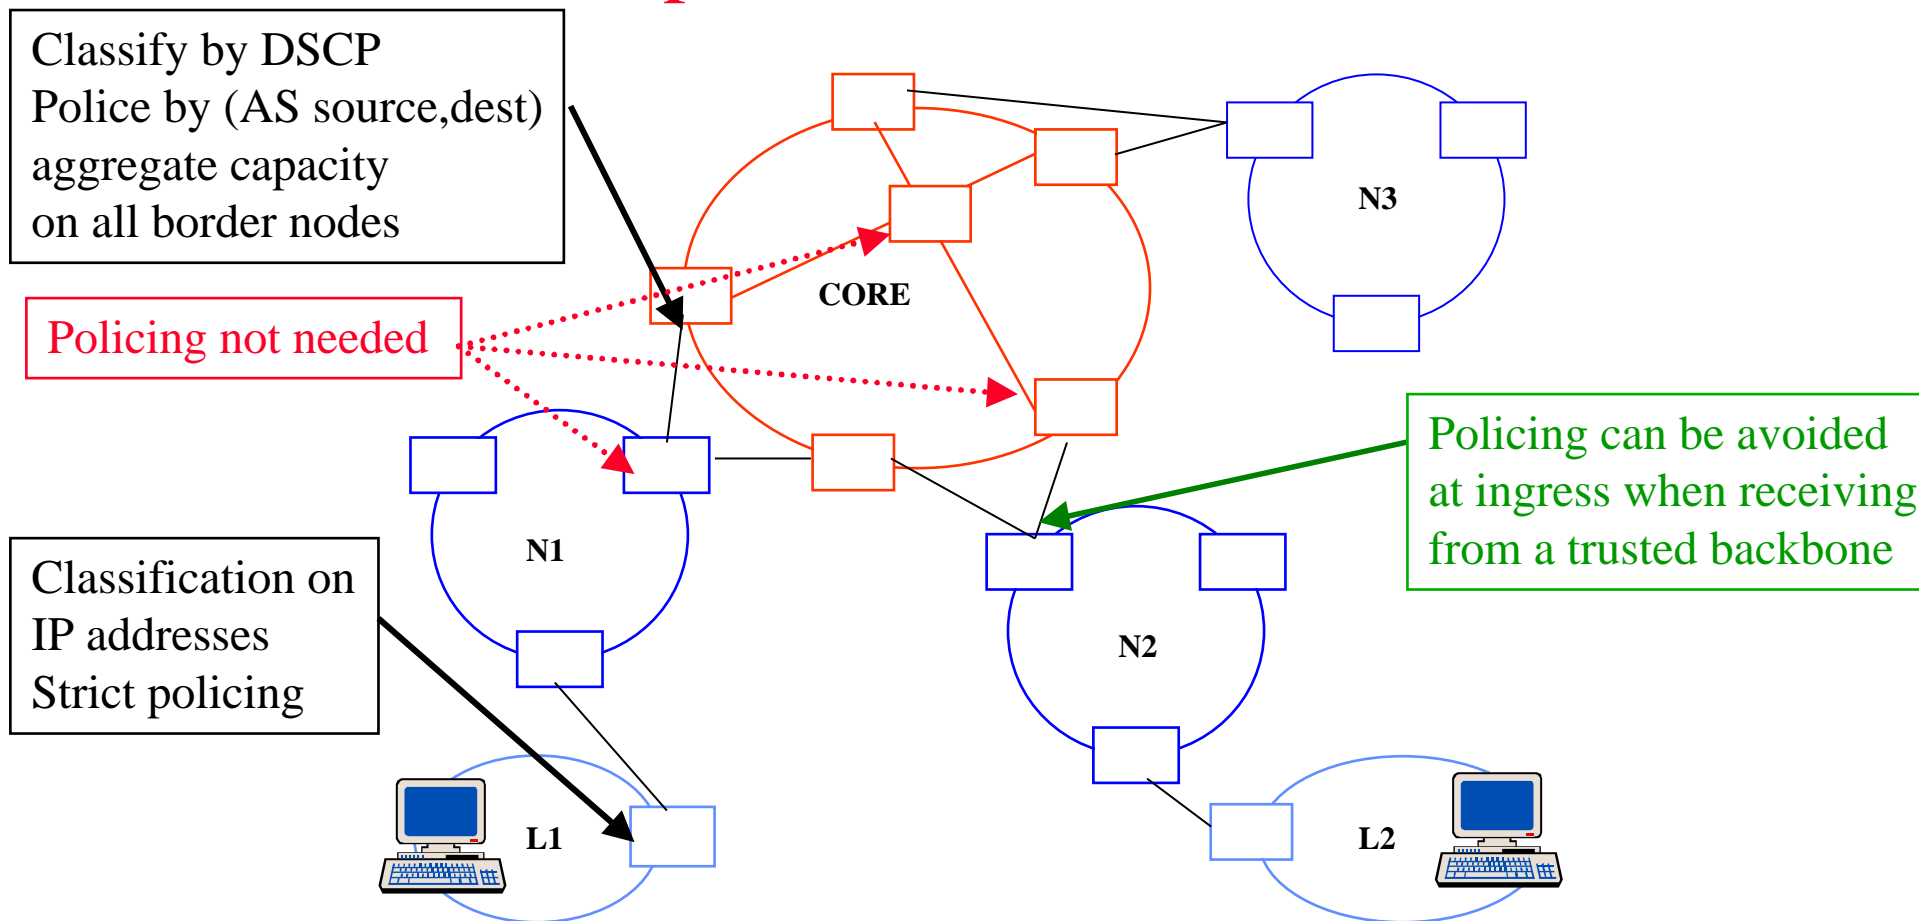 Classify by DSCP
Police by (AS source,dest)
aggregate capacity
on all border nodes
N3
CORE
Policing not needed
Policing can be avoided
at ingress when receiving
from a trusted backbone
N1
Classification on
IP addresses
Strict policing
N2
L1
L2